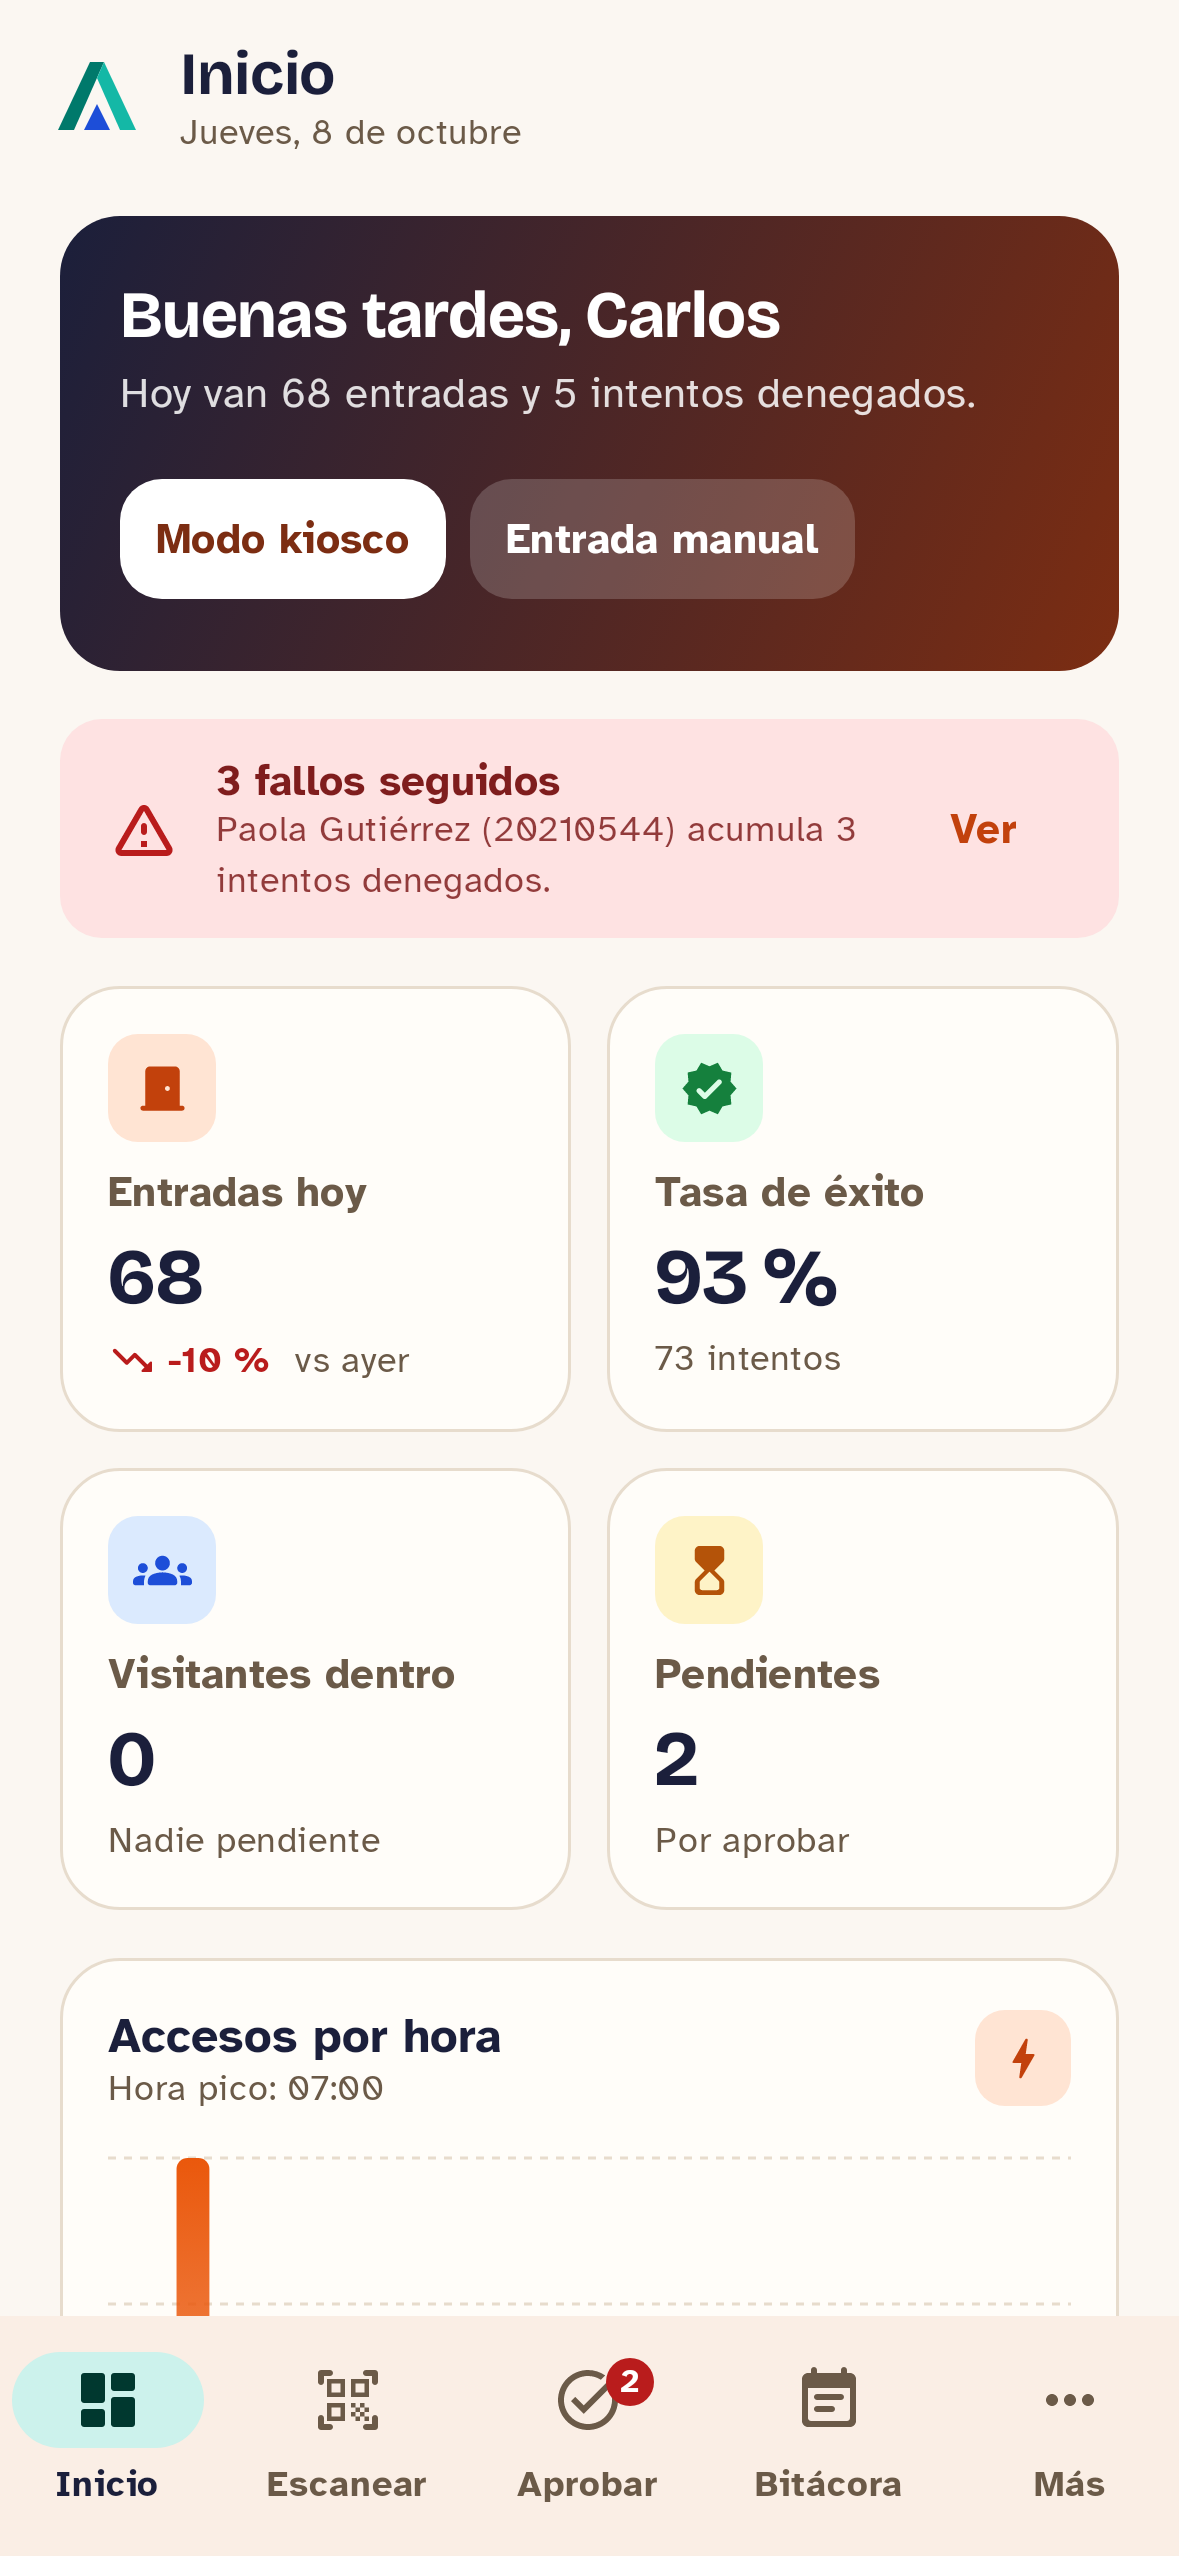 Inicio
Jueves, 8 de octubre
Buenas tardes, Carlos
Hoy van 68 entradas y 5 intentos denegados.
Modo kiosco
Entrada manual
3 fallos seguidos
Paola Gutiérrez (20210544) acumula 3
intentos denegados.
Ver
Entradas hoy
68
-10 % vs ayer
Tasa de éxito
93 %
73 intentos
Visitantes dentro
0
Nadie pendiente
Pendientes
2
Por aprobar
Accesos por hora
Hora pico: 07:00
2
Inicio
Escanear
Aprobar
Bitácora
Más